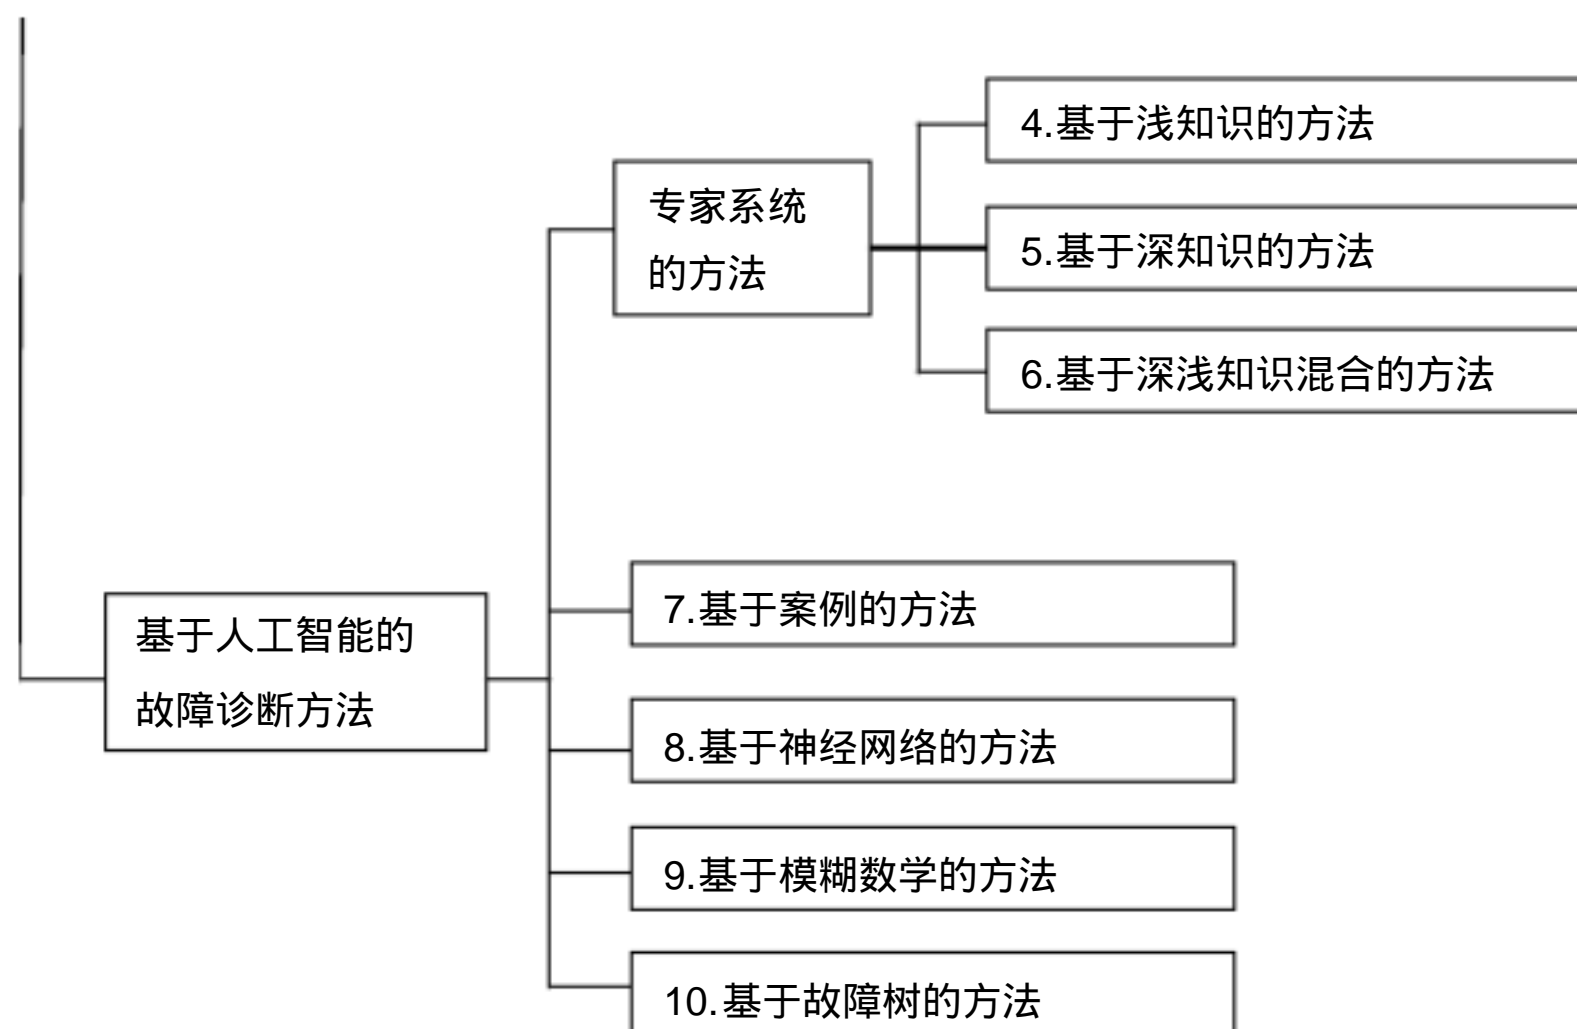 4.基于浅知识的方法
专家系统
的方法
5.基于深知识的方法
6.基于深浅知识混合的方法
7.基于案例的方法
基于人工智能的
故障诊断方法
8.基于神经网络的方法
9.基于模糊数学的方法
10.基于故障树的方法